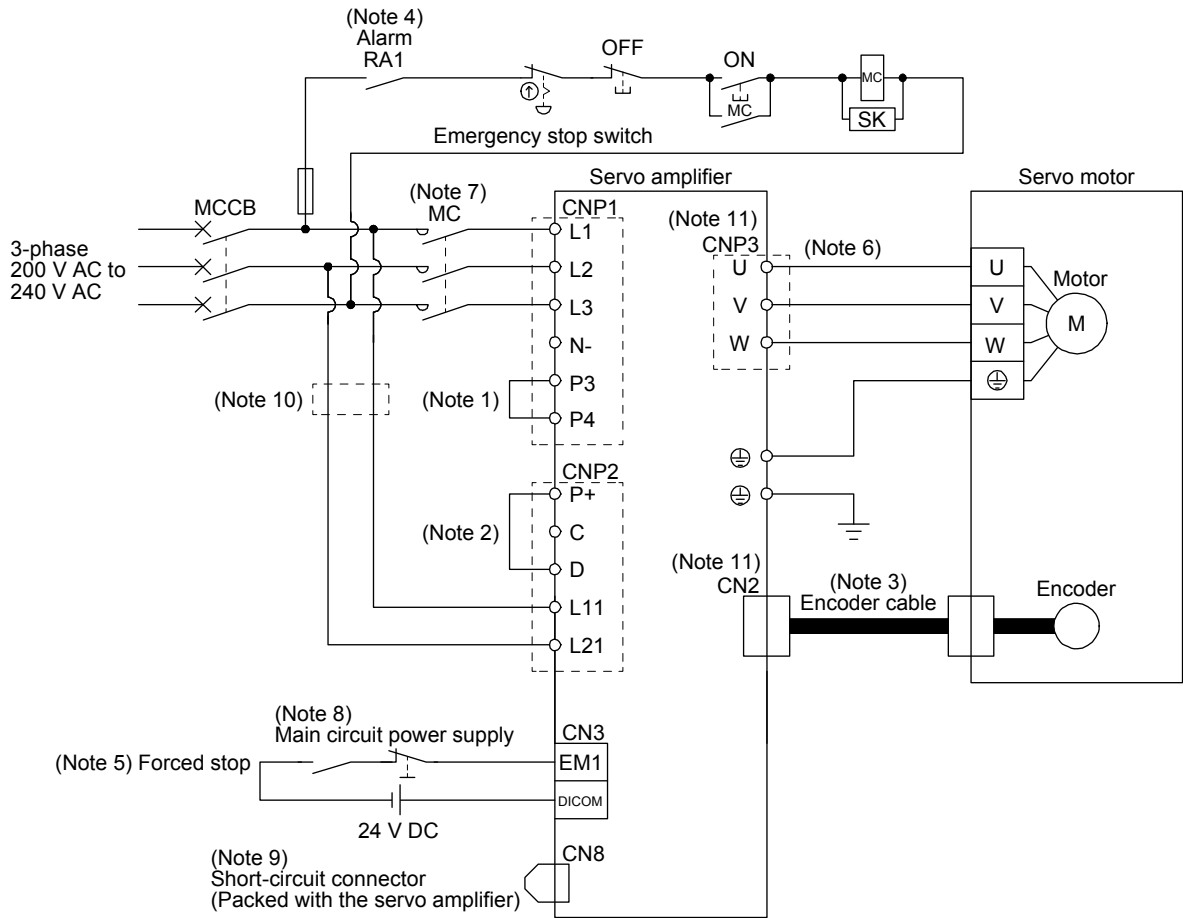 (Note 4)
Alarm
RA1
OFF
ON
MC
MC
SK
Emergency stop switch
Servo amplifier
Servo motor
MCCB
(Note 7)
MC
CNP1
(Note 11)
CNP3
(Note 6)
3-phase
200 V AC to
240 V AC
L1
L2
L3
N-
P3
P4
U
V
W
U
V
W
Motor
M
(Note 10)
(Note 1)
CNP2
P+
C
D
L11
L21
(Note 2)
(Note 11)
CN2
(Note 3)
Encoder cable
Encoder
(Note 8)
Main circuit power supply
CN3
(Note 5) Forced stop
EM1
DICOM
24 V DC
(Note 9)
Short-circuit connector
(Packed with the servo amplifier)
CN8